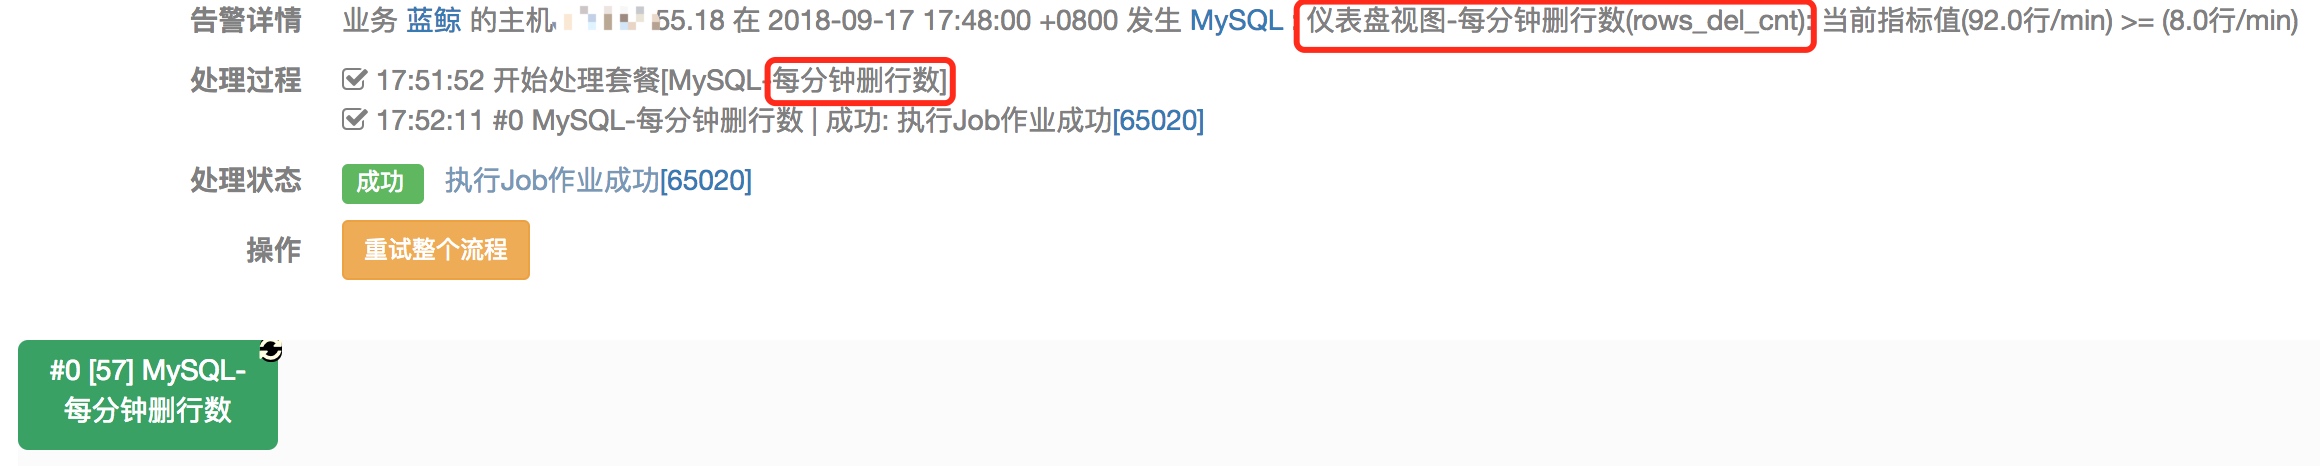 告警详情 业务 蓝鲸 的主机 55.18 在 2018-09-17 17:48:00 +0800 发生 MySQL : 仪表盘视图-每分钟删行数(rows_del_cnt): 当前指标值(92.0行/min) >= (8.0行/min)
处理过程 17:51:52 开始处理套餐[MySQL-每分钟删行数]
17:52:11 #0 MySQL-每分钟删行数 | 成功: 执行Job作业成功[65020]
处理状态 成功 执行Job作业成功[65020]
操作 重试整个流程
#0 [57] MySQL-
每分钟删行数